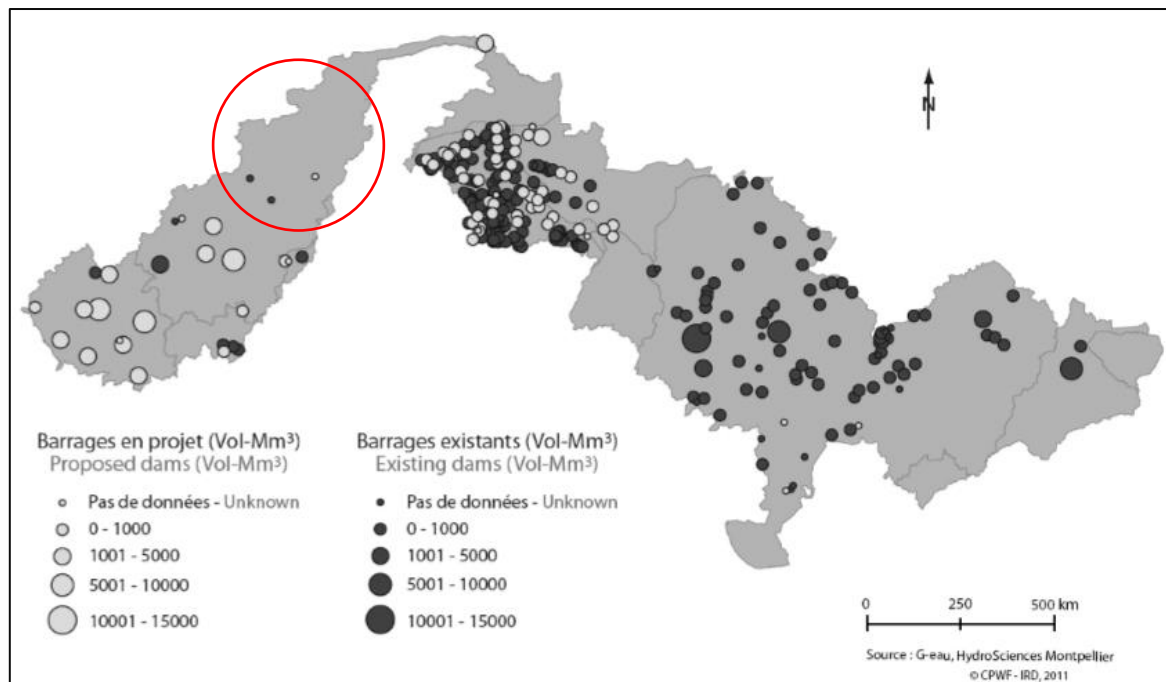 N
Barrages en projet (Vol-Mm³)
Proposed dams (Vol-Mm³)
Pas de données - Unknown
0 - 1000
1001 - 5000
5001 - 10000
10001 - 15000
Barrages existants (Vol-Mm³)
Existing dams (Vol-Mm³)
Pas de données - Unknown
0 - 1000
1001 - 5000
5001 - 10000
10001 - 15000
0 250 500 km
Source : G-eau, HydroSciences Montpellier
© CPWF - IRD, 2011